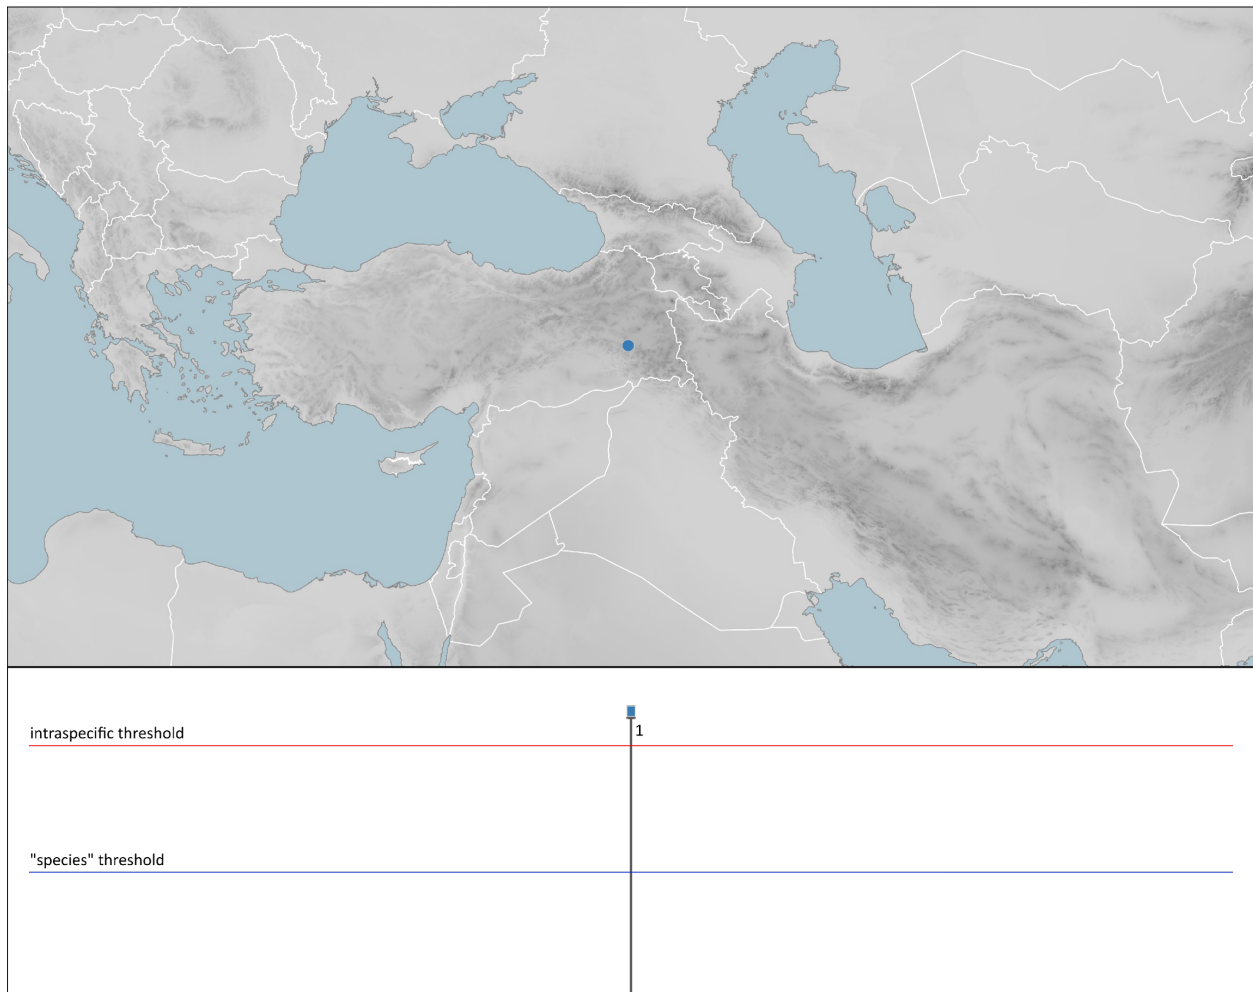 1
intraspecific threshold
"species" threshold